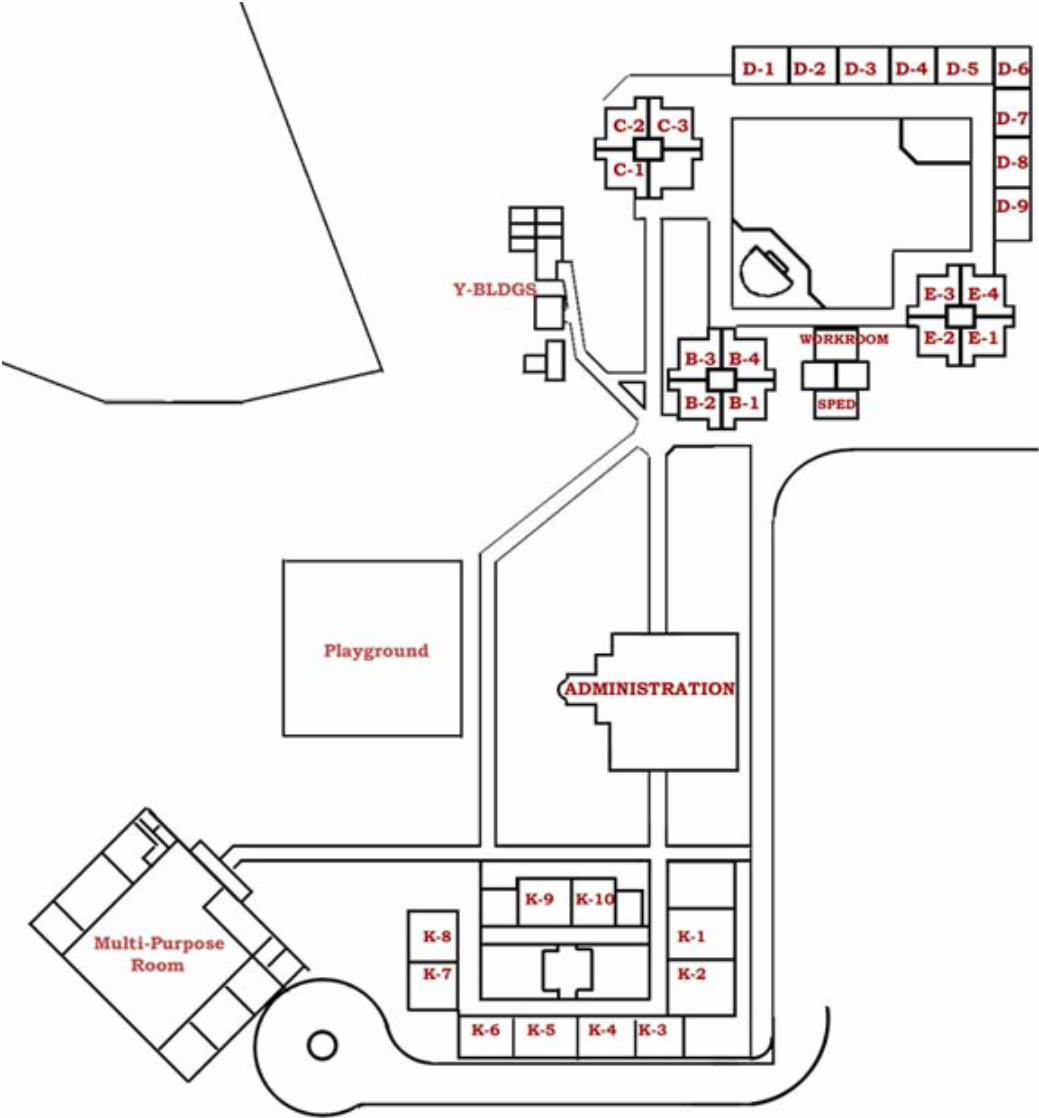 D-1 D-2 D-3 D-4 D-5 D-6
D-7
D-8
D-9
C-2 C-3
C-1
Y-BLDGS
E-3 E-4
E-2 E-1
WORKROOM
SPED
B-3 B-4
B-2 B-1
Playground
ADMINISTRATION
K-9 K-10
K-8
K-7
K-1
K-2
Multi-Purpose
Room
K-6 K-5 K-4 K-3